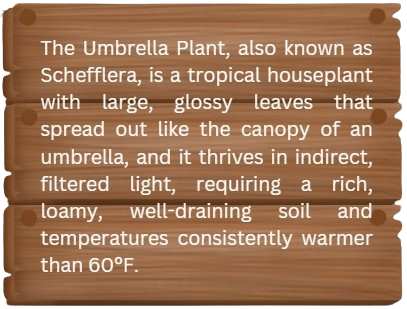 The Umbrella Plant, also known as
Schefflera, is a tropical houseplant
with large, glossy leaves that
spread out like the canopy of an
umbrella, and it thrives in indirect,
filtered light, requiring a rich,
loamy, well-draining soil and
temperatures consistently warmer
than 60°F.